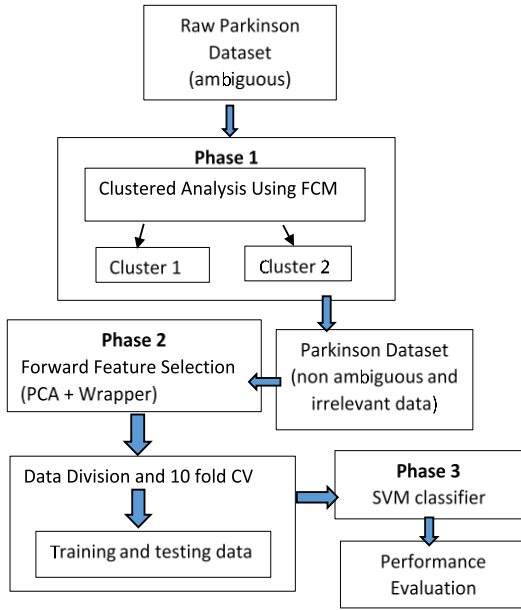 Raw Parkinson
Dataset
(ambiguous)
Phase 1
Clustered Analysis Using FCM
Cluster 1
Cluster 2
Parkinson Dataset
(non ambiguous and
irrelevant data)
Phase 2
Forward Feature Selection
(PCA + Wrapper)
Data Division and 10 fold CV
Training and testing data
Phase 3
SVM classifier
Performance
Evaluation